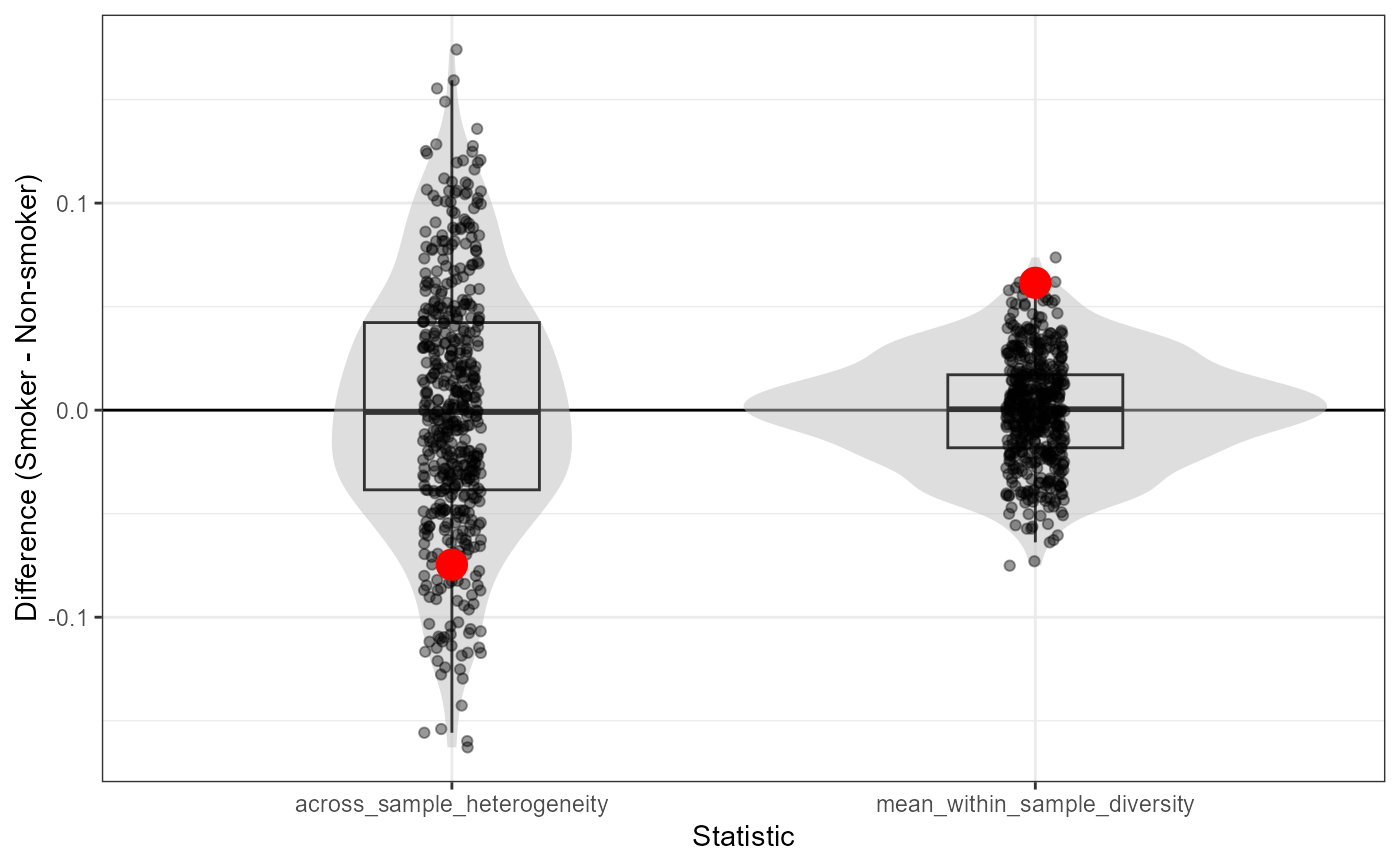 Difference (Smoker - Non-smoker)
0.1
0.0
-0.1
across_sample_heterogeneity
mean_within_sample_diversity
Statistic